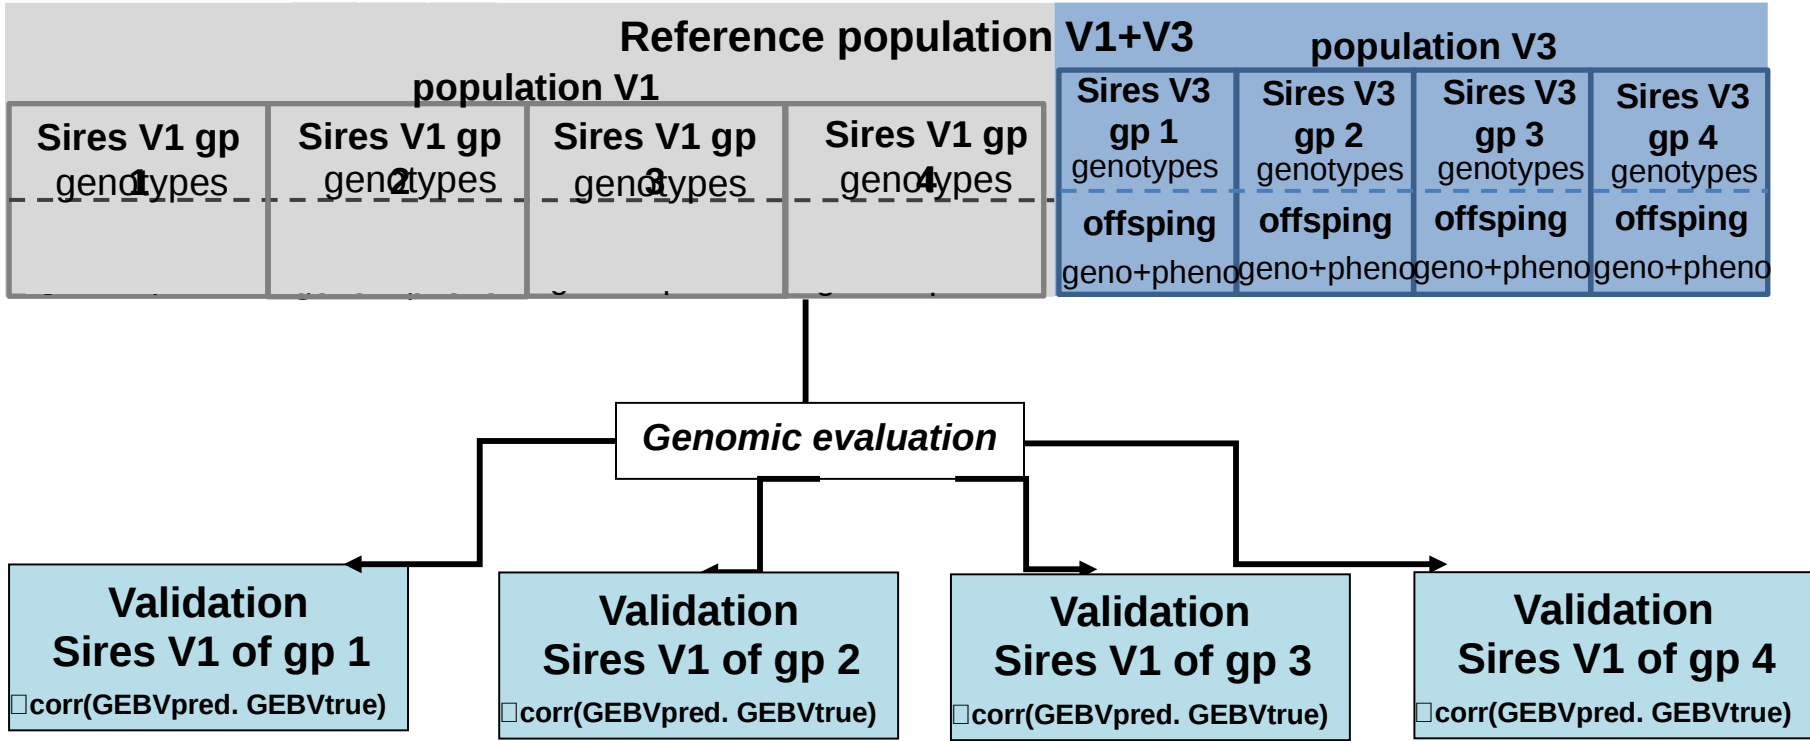 Reference population V1+V3
population V3
population V1
Sires V1 gp
1
genotypes
Sires V1 gp
2
genotypes
Sires V1 gp
3
genotypes
Sires V1 gp
4
genotypes
Sires V3
gp 1
genotypes
offsping
geno+pheno
Sires V3
gp 2
genotypes
offsping
geno+pheno
Sires V3
gp 3
genotypes
offsping
geno+pheno
Sires V3
gp 4
genotypes
offsping
geno+pheno
Genomic evaluation
Validation
Sires V1 of gp 1
corr(GEBVpred. GEBVtrue)
Validation
Sires V1 of gp 2
corr(GEBVpred. GEBVtrue)
Validation
Sires V1 of gp 3
corr(GEBVpred. GEBVtrue)
Validation
Sires V1 of gp 4
corr(GEBVpred. GEBVtrue)